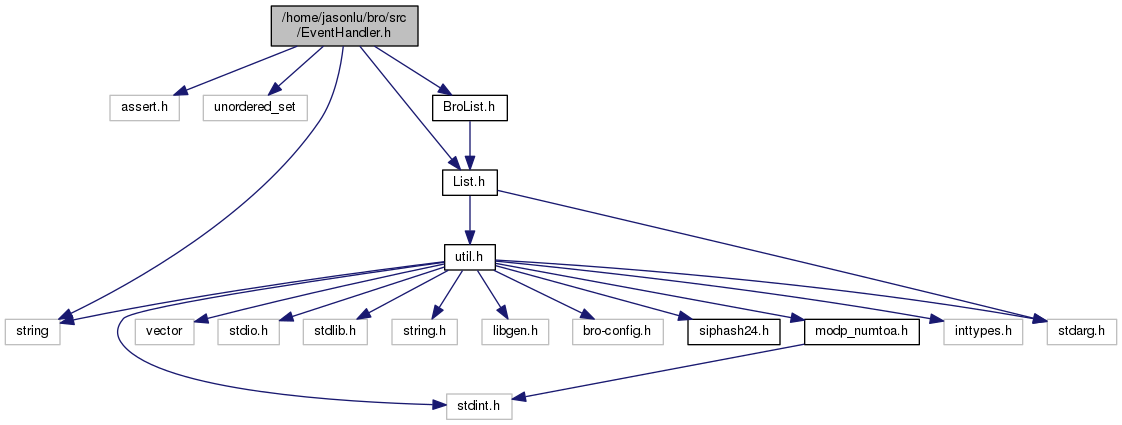 /home/jasonlu/bro/src
/EventHandler.h
assert.h
unordered_set
BroList.h
List.h
util.h
string
vector
stdio.h
stdlib.h
string.h
libgen.h
bro-config.h
siphash24.h
modp_numtoa.h
inttypes.h
stdarg.h
stdint.h